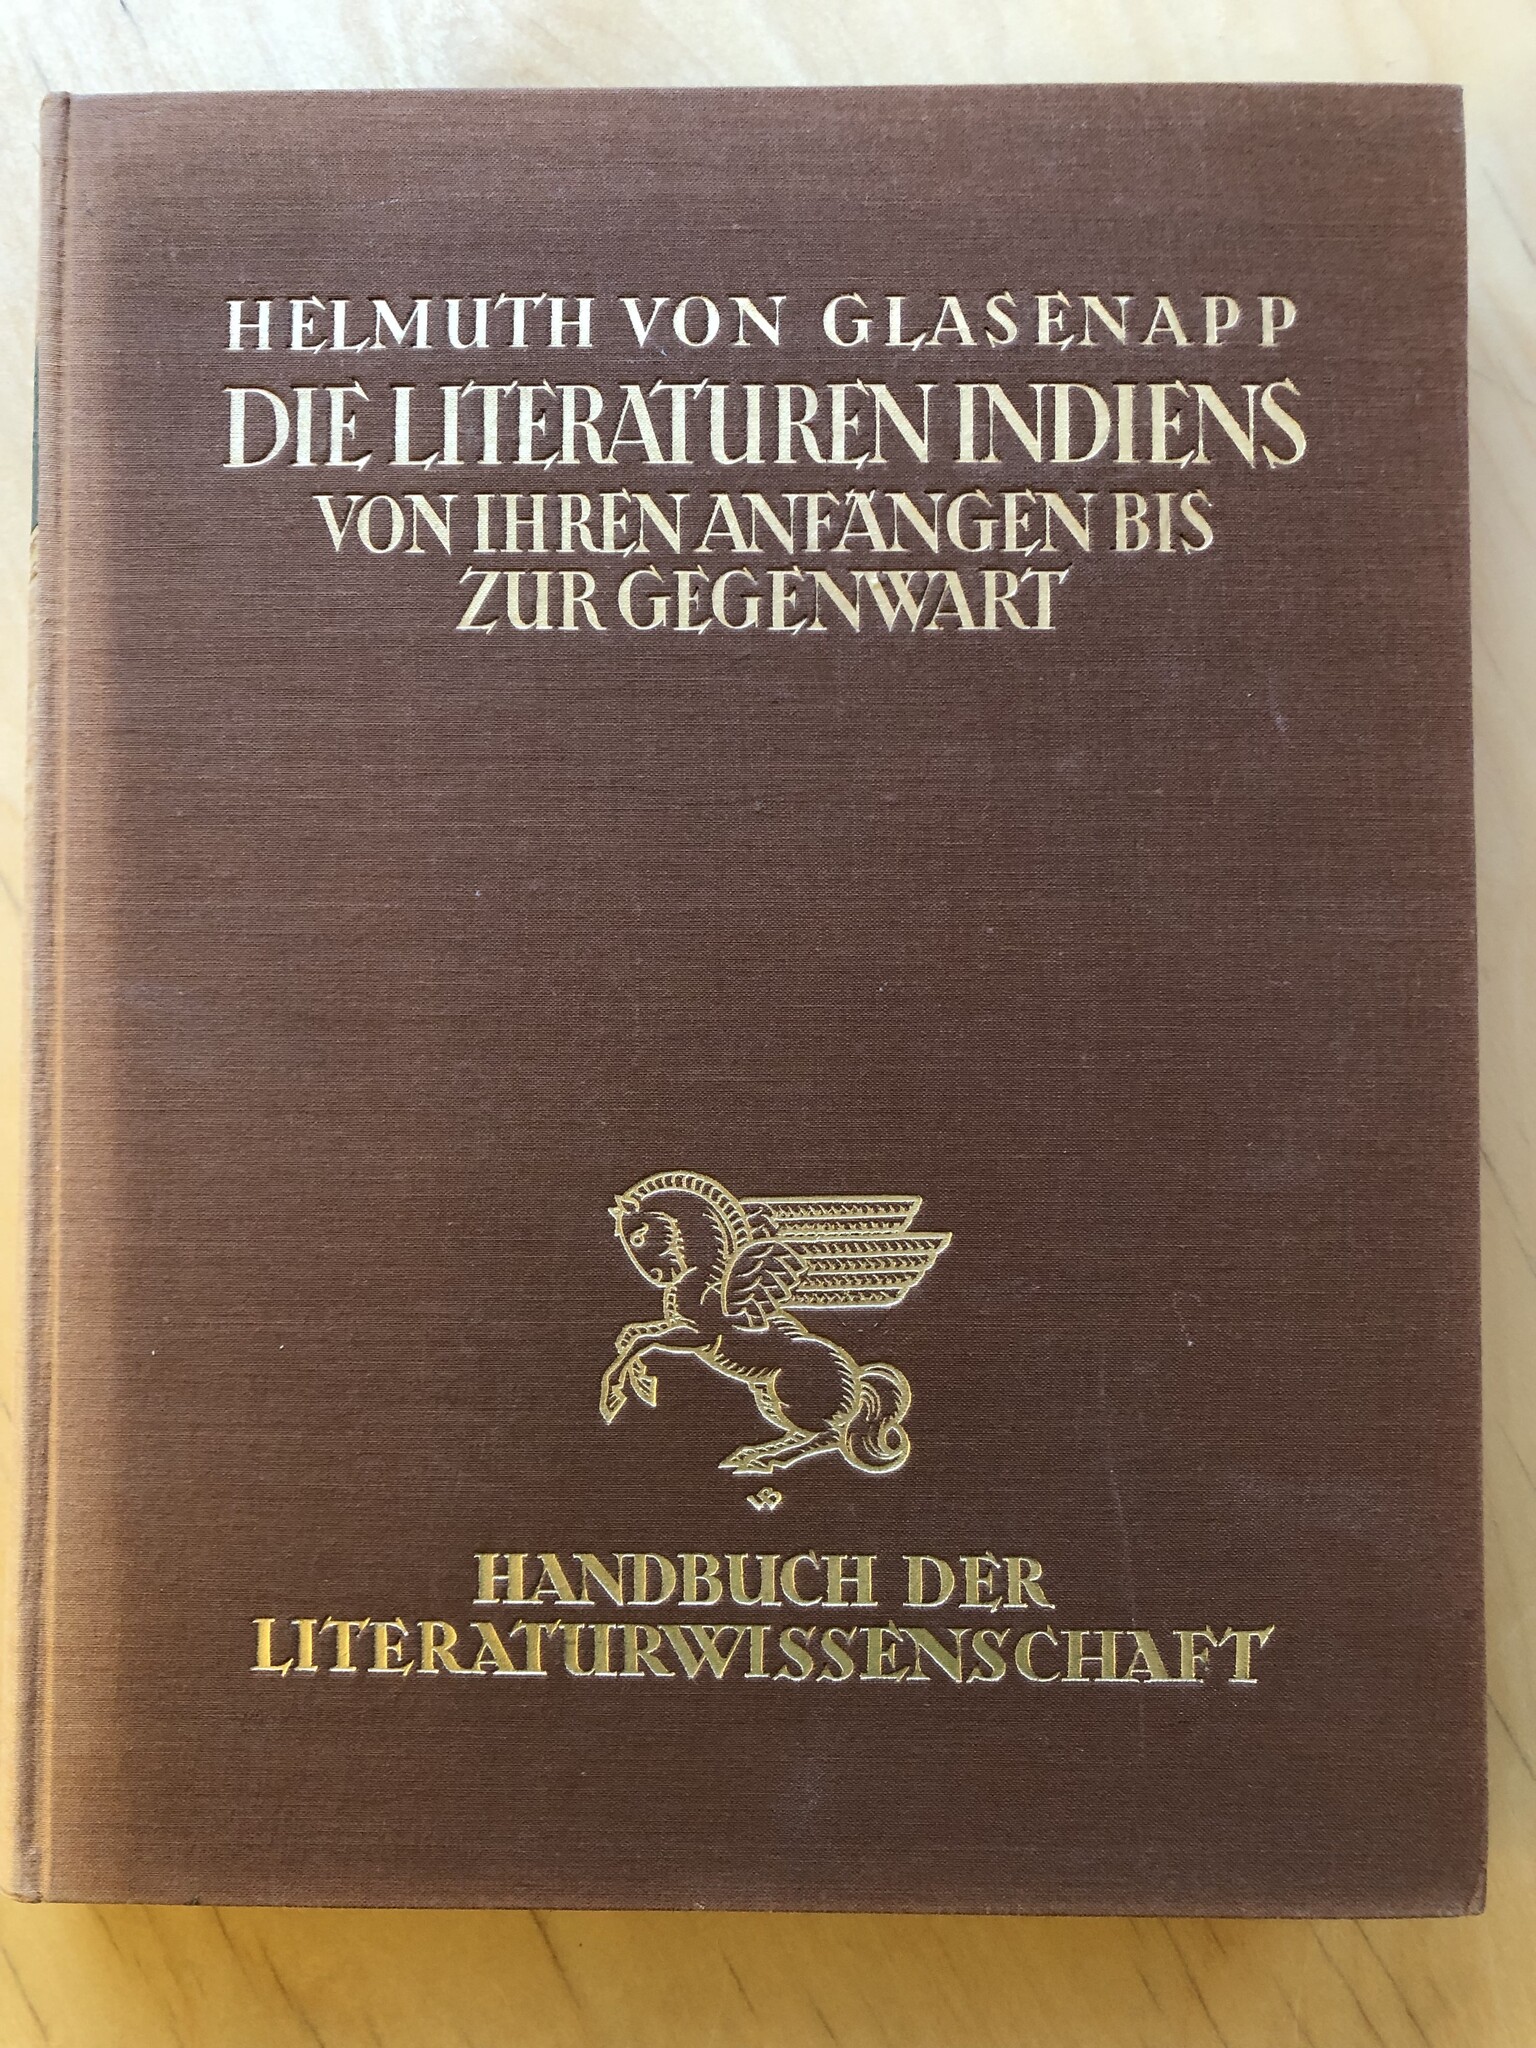 HELMUTH VON GLASENAPP
DIE LITERATUREN INDIENS
VON IHREN ANFÄNGEN BIS
ZUR GEGENWART
HANDBUCH DER
LITERATURWISSENSCHAFT